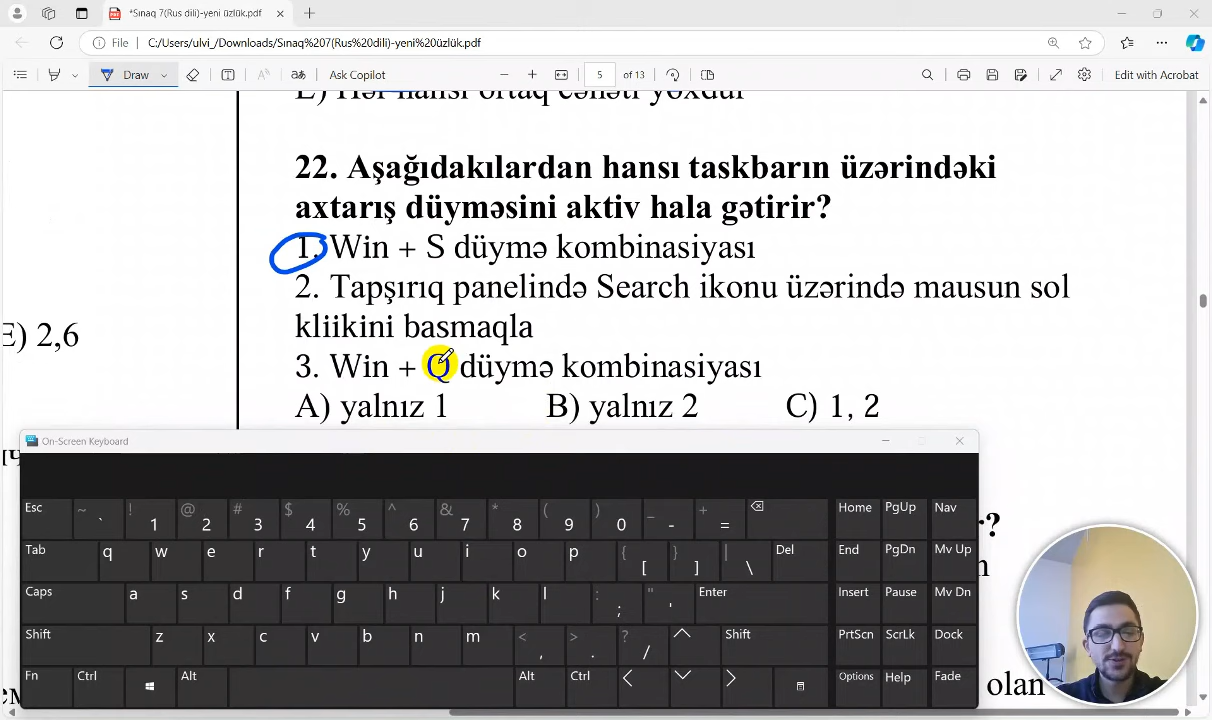 *Sınaq 7(Rus dili)-yeni üzlük.pdf
File C:/Users/ulvi_/Downloads/Sınaq%207(Rus%20dili)-yeni%20üzlük.pdf
Draw Ask Copilot 5 of 13 Edit with Acrobat
E) Hər hansı ortaq cəhəti yoxdur
22. Aşağıdakılardan hansı taskbarın üzərindəki
axtarış düyməsini aktiv hala gətirir?
1. Win + S düymə kombinasiyası
2. Tapşırıq panelində Search ikonu üzərində mausun sol
kliikini basmaqla
E) 2,6
3. Win + Q düymə kombinasiyası
A) yalnız 1 B) yalnız 2 C) 1, 2
On-Screen Keyboard
Esc ~ ` ! 1 @ 2 # 3 $ 4 % 5 ^ 6 & 7 * 8 ( 9 ) 0 _ - + = Home PgUp Nav
Tab q w e r t y u i o p { [ } ] | \ Del End PgDn Mv Up
Caps a s d f g h j k l : ; " ' Enter Insert Pause Mv Dn
Shift z x c v b n m < , > . ? / Shift PrtScn ScrLk Dock
Fn Ctrl Alt Alt Ctrl Options Help Fade
olan